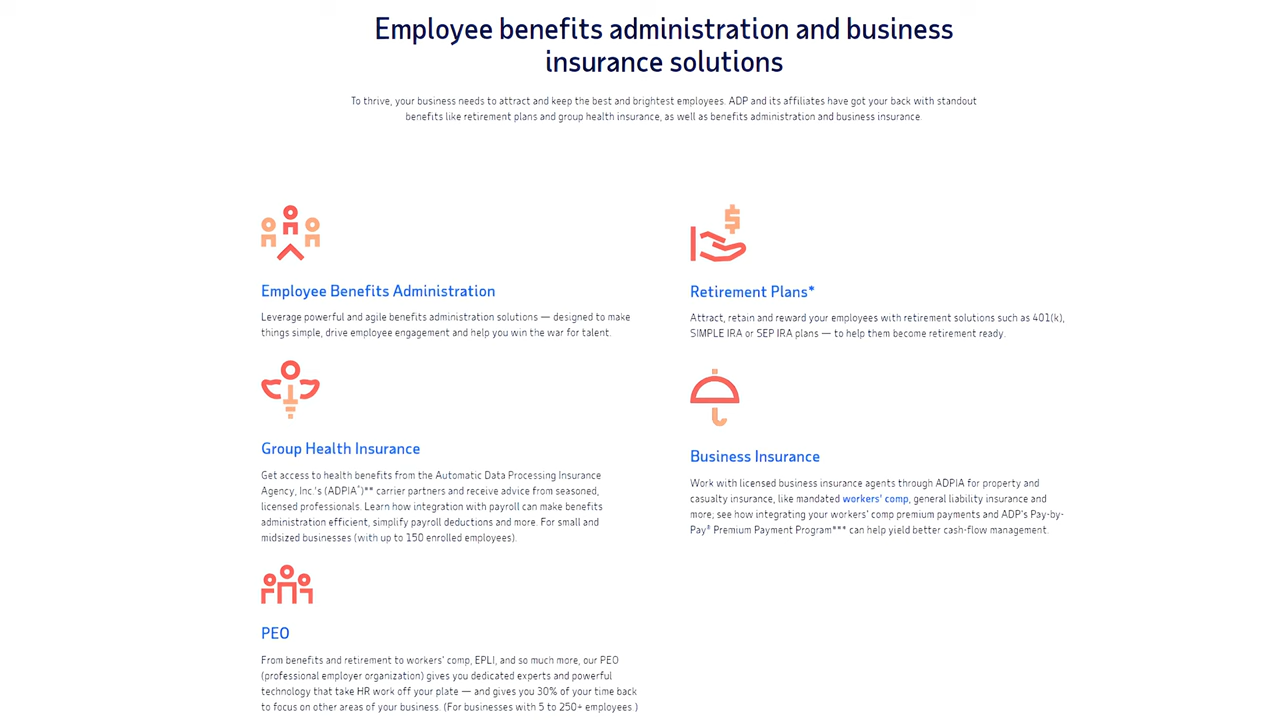 Employee benefits administration and business
insurance solutions
To thrive, your business needs to attract and keep the best and brightest employees. ADP and its affiliates have got your back with standout
benefits like retirement plans and group health insurance, as well as benefits administration and business insurance.
Employee Benefits Administration
Leverage powerful and agile benefits administration solutions — designed to make
things simple, drive employee engagement and help you win the war for talent.
Retirement Plans*
Attract, retain and reward your employees with retirement solutions such as 401(k),
SIMPLE IRA or SEP IRA plans — to help them become retirement ready.
Group Health Insurance
Get access to health benefits from the Automatic Data Processing Insurance
Agency, Inc.'s (ADPIA®)** carrier partners and receive advice from seasoned,
licensed professionals. Learn how integration with payroll can make benefits
administration efficient, simplify payroll deductions and more. For small and
midsized businesses (with up to 150 enrolled employees).
Business Insurance
Work with licensed business insurance agents through ADPIA for property and
casualty insurance, like mandated workers' comp, general liability insurance and
more; see how integrating your workers' comp premium payments and ADP's Pay-by-
Pay® Premium Payment Program*** can help yield better cash-flow management.
PEO
From benefits and retirement to workers' comp, EPLI, and so much more, our PEO
(professional employer organization) gives you dedicated experts and powerful
technology that take HR work off your plate — and gives you 30% of your time back
to focus on other areas of your business. (For businesses with 5 to 250+ employees.)